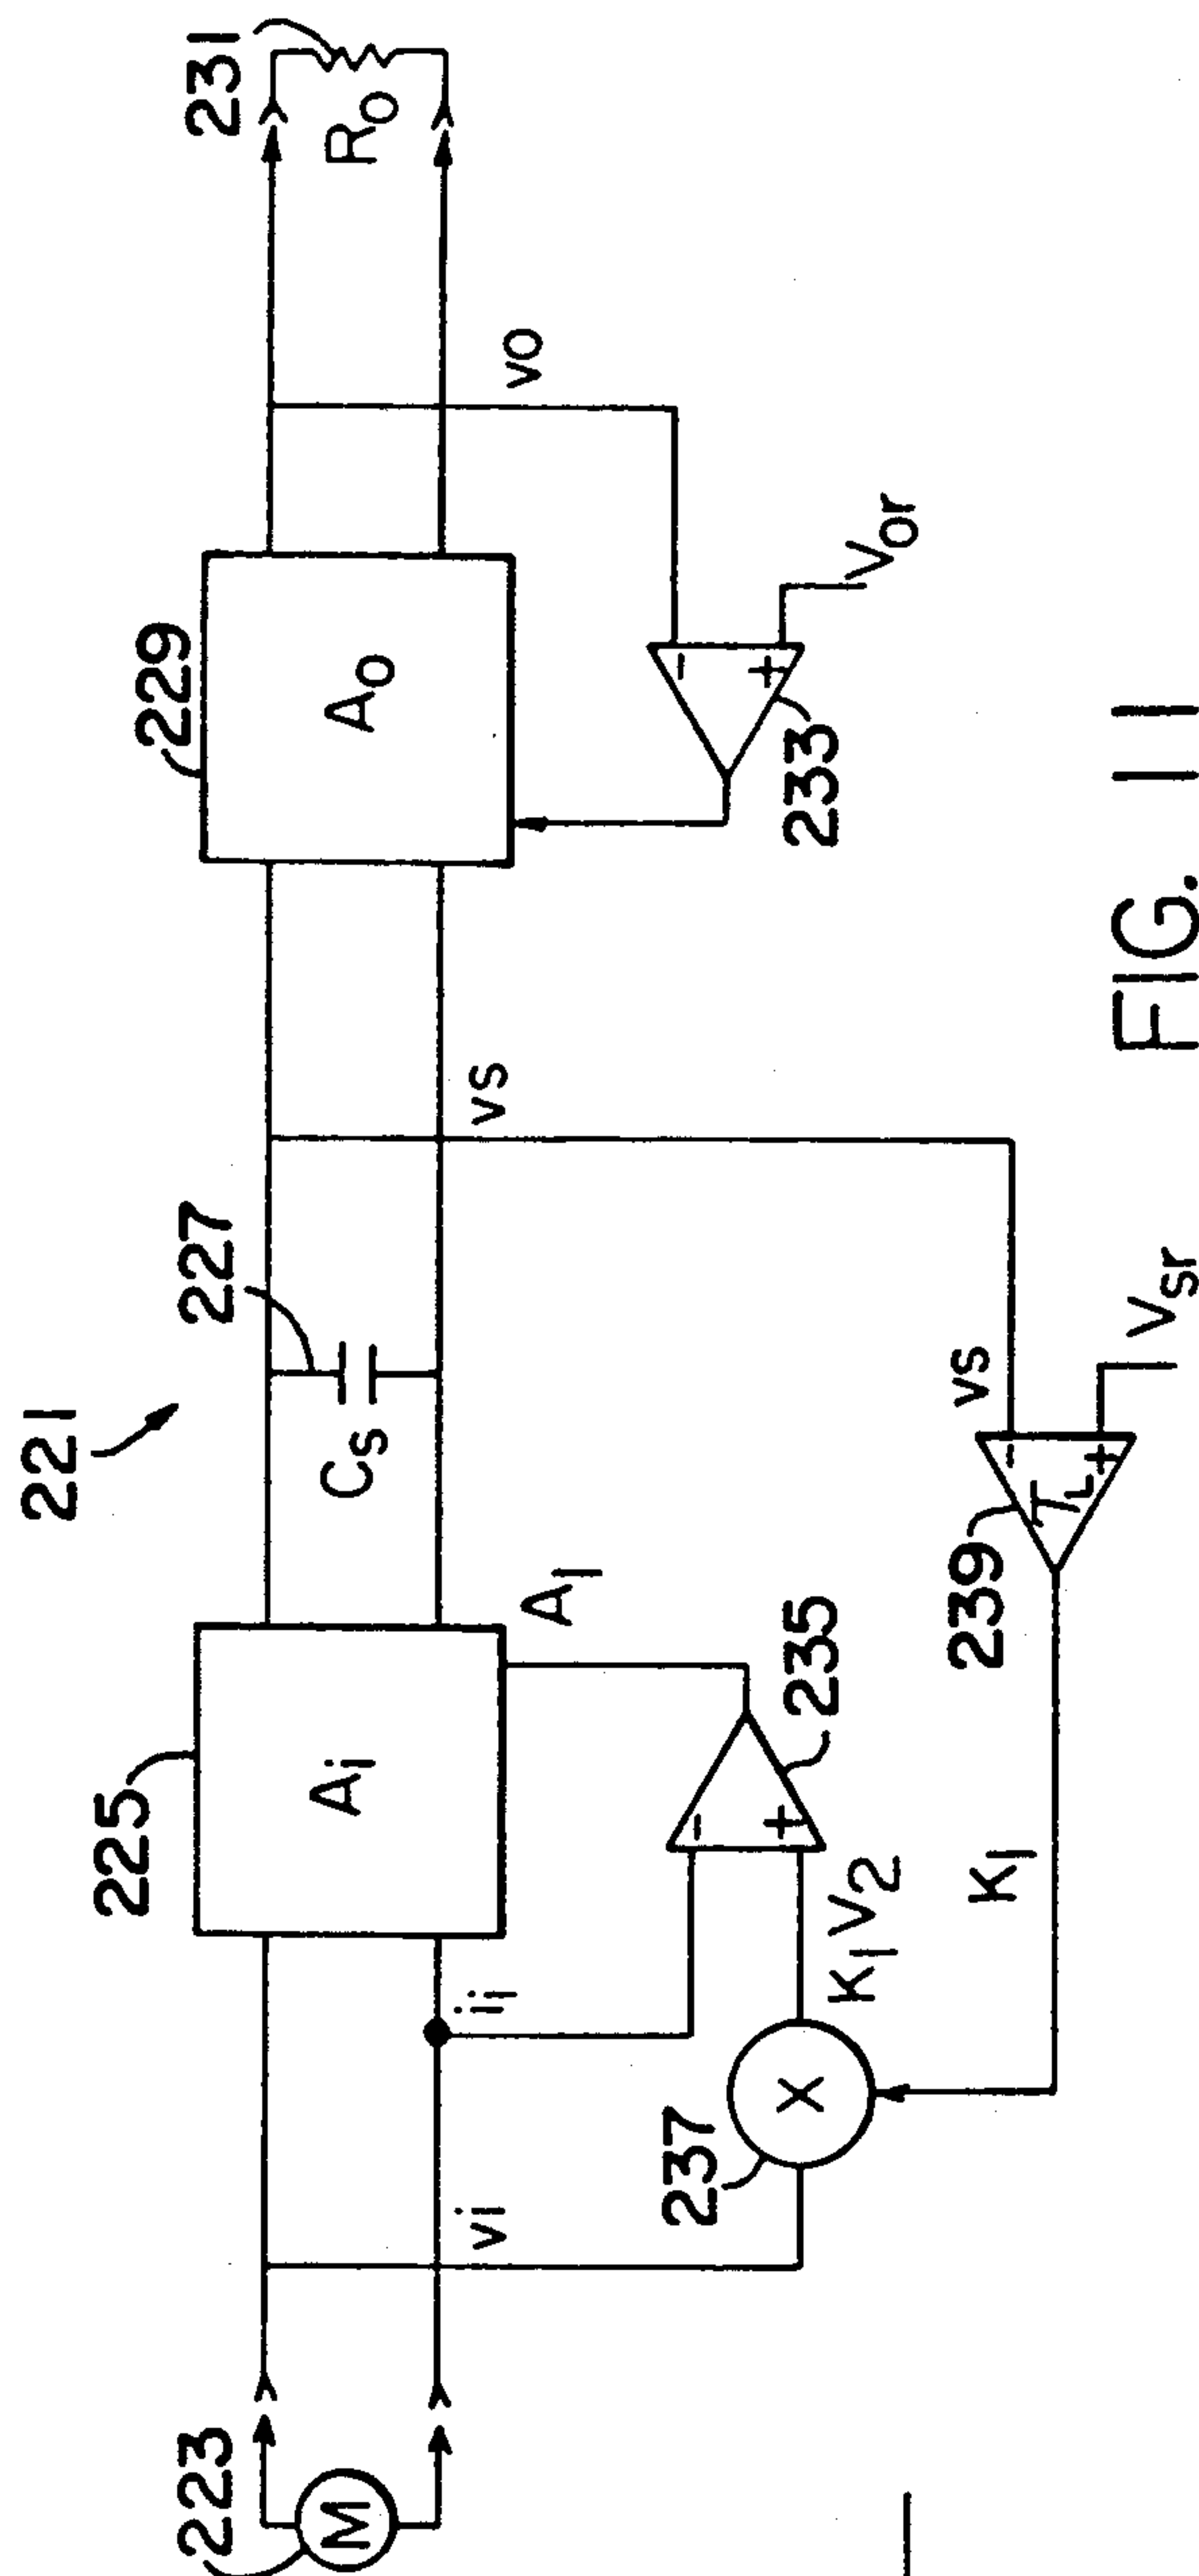 221
223
M
vi
225
Ai
ii
A1
227
Cs
vs
229
Ao
vo
231
Ro
237
X
K1V2
-
+
235
K1
239
TL
vs
-
+
Vsr
-
+
233
Vor
FIG. 11